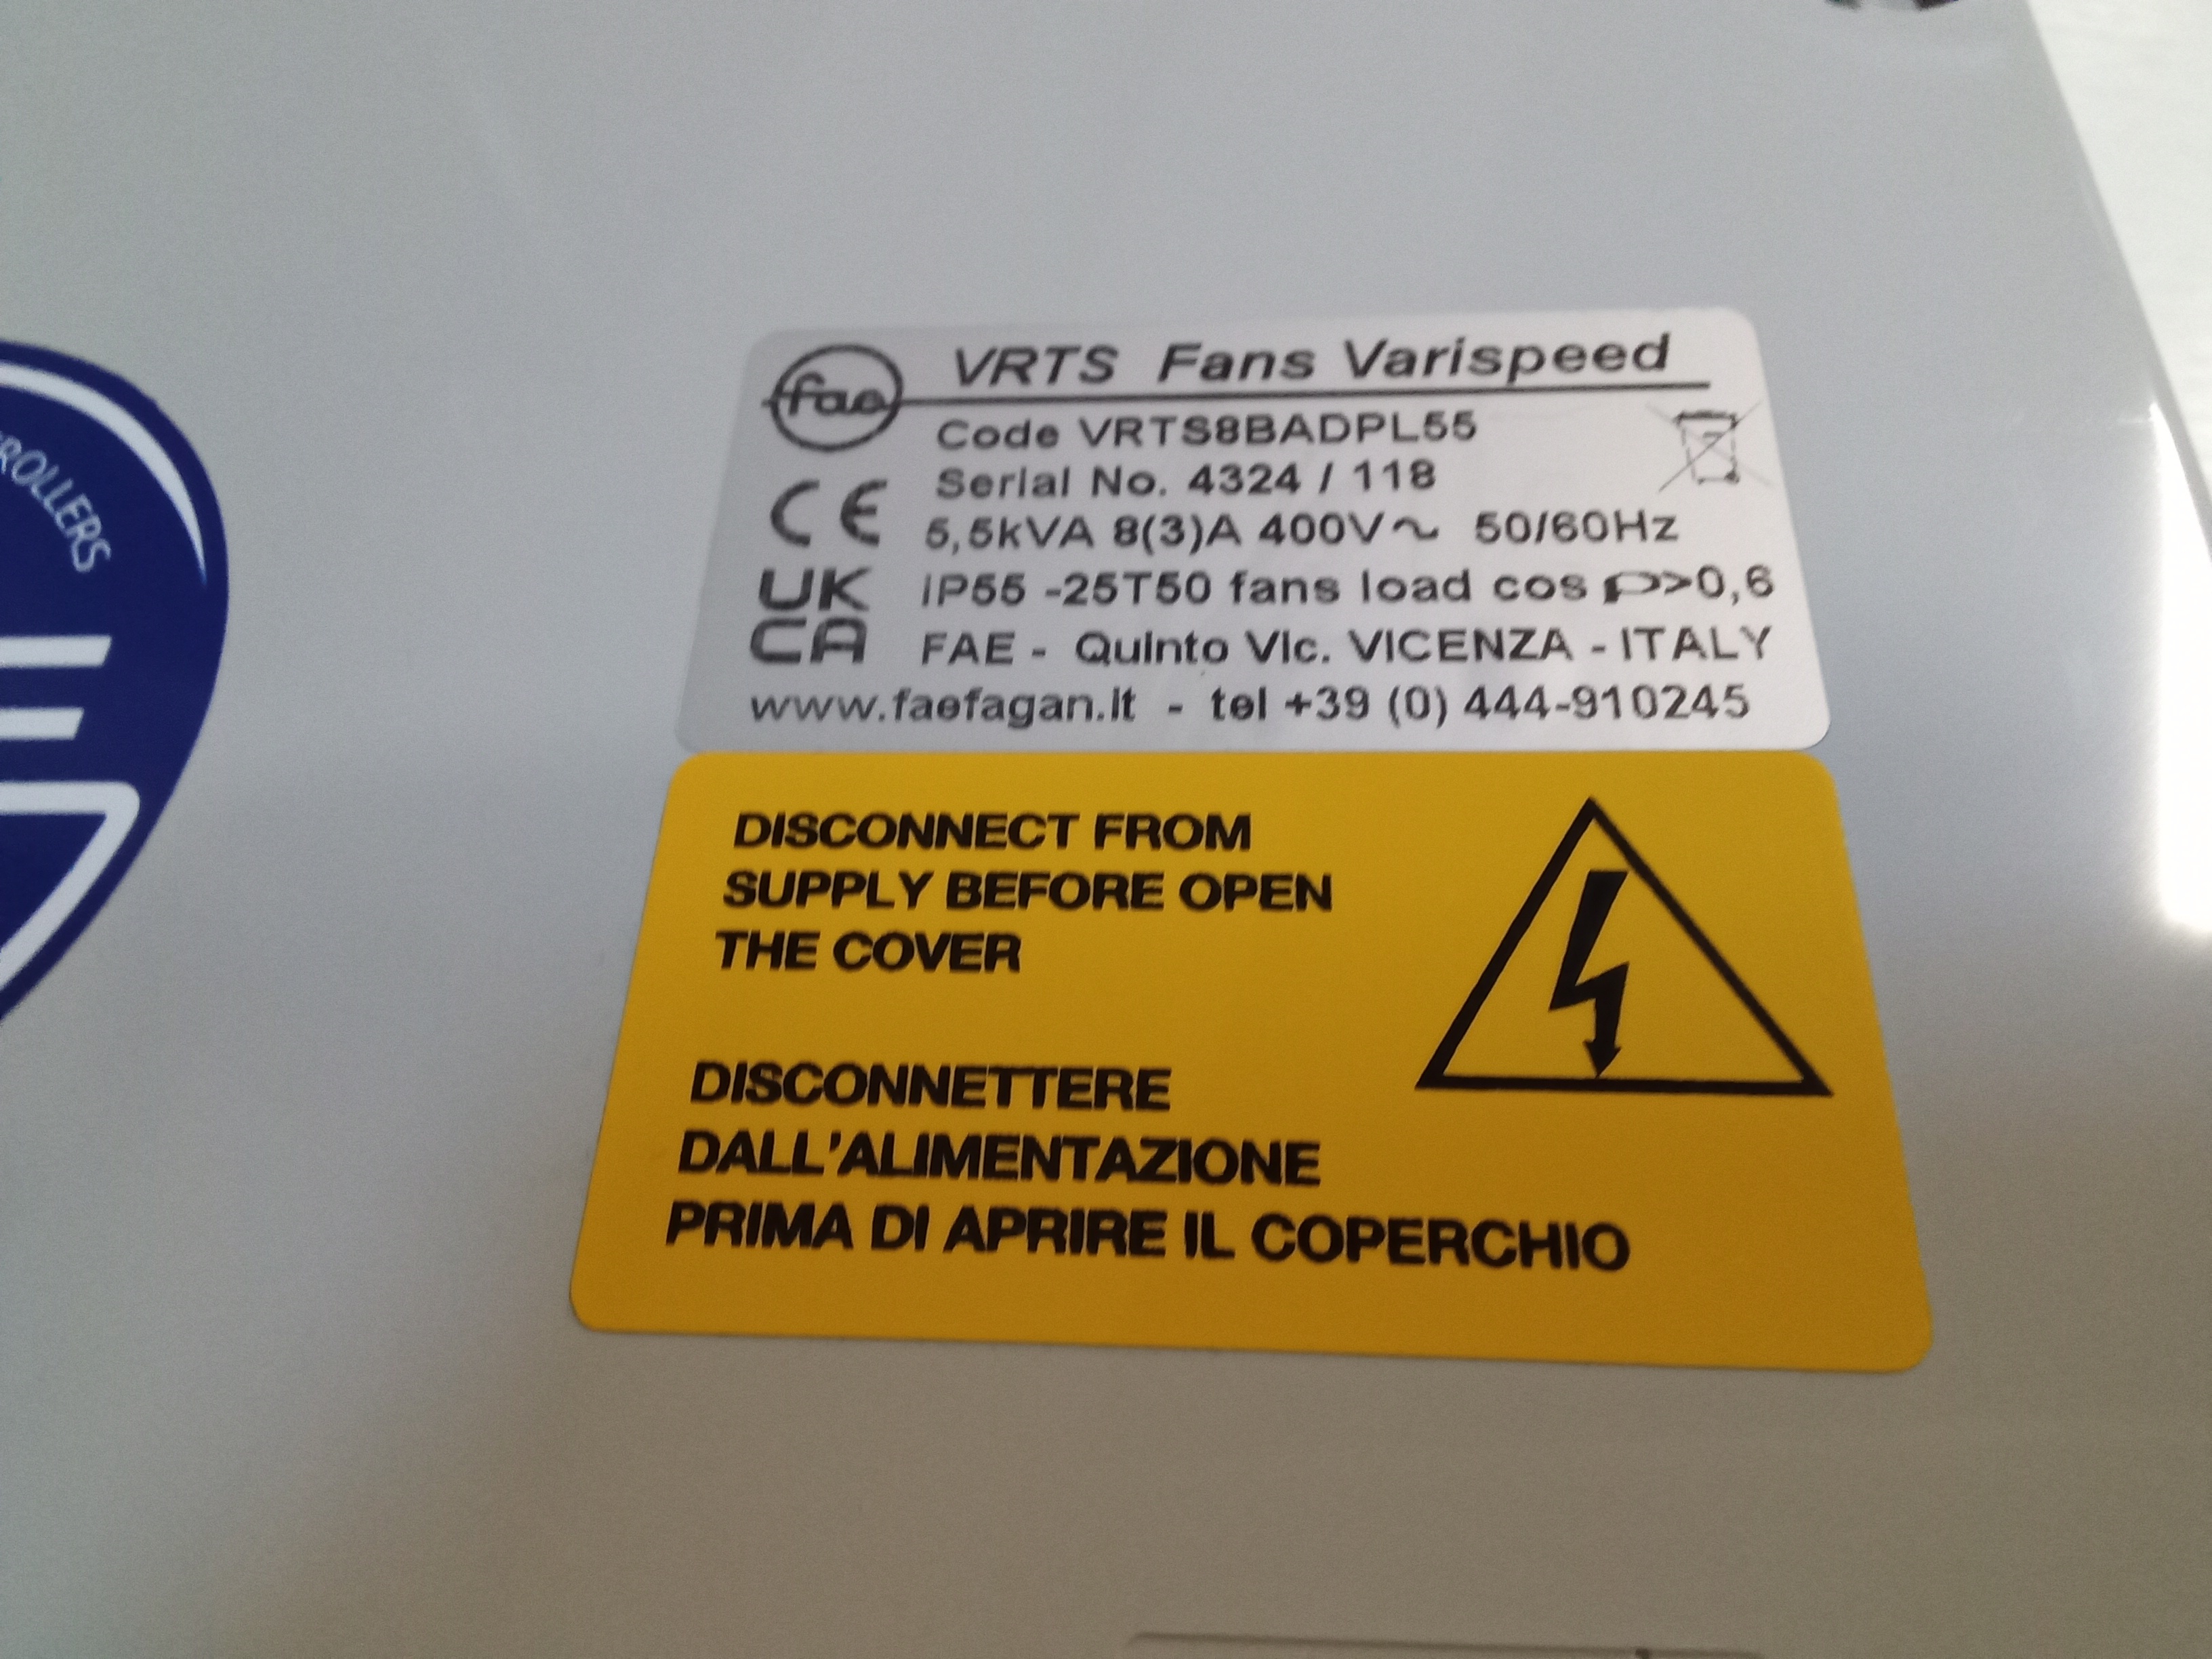 fae
VRTS Fans Varispeed
Code VRTS8BADPL55
Serial No. 4324 / 118
CE
5,5kVA 8(3)A 400V~ 50/60Hz
UK
CA
IP55 -25T50 fans load cos φ>0,6
FAE - Quinto Vic. VICENZA - ITALY
www.faefagan.it - tel +39 (0) 444-910245
DISCONNECT FROM
SUPPLY BEFORE OPEN
THE COVER
DISCONNETTERE
DALL'ALIMENTAZIONE
PRIMA DI APRIRE IL COPERCHIO